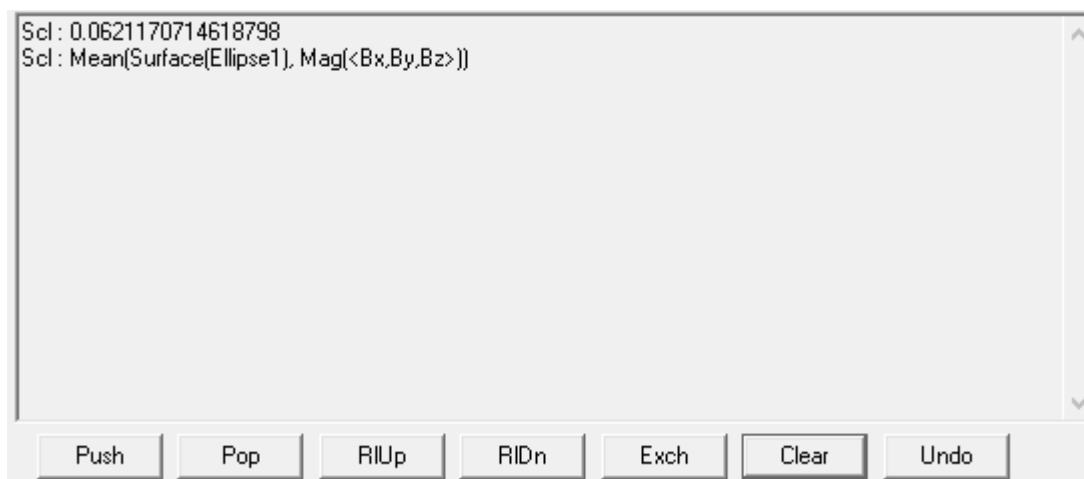 Scl : 0.0621170714618798
Scl : Mean(Surface(Ellipse1), Mag(<Bx,By,Bz>))
Push Pop RlUp RlDn Exch Clear Undo